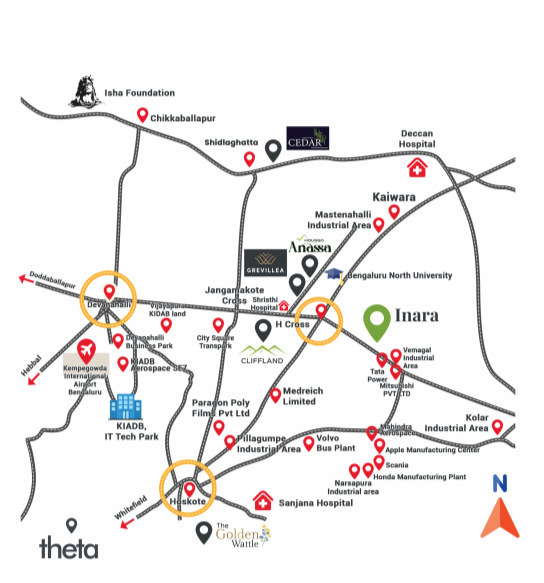 Isha Foundation
Chikkaballapur
Shidlaghatta
CEDAR
Deccan
Hospital
Kaiwara
Mastenahalli
Industrial Area
HOUSSO
Anassa
GREVILLEA
Bengaluru North University
Doddaballapur
Devanahalli
Vijayapura
KIDAB land
Jangamakote
Cross
Shristhi
Hospital
H Cross
Inara
City Square
Transpark
CLIFFLAND
Devanahalli
Business Park
KIADB
Aerospace SEZ
Kempegowda
International
Airport
Bengaluru
Hebbal
KIADB,
IT Tech Park
Vemagal
Industrial
Area
Tata
Power
Mitsubishi
PVT LTD
Medreich
Limited
Paragon Poly
Films Pvt Ltd
Pillagumpe
Industrial Area
Volvo
Bus Plant
Mahindra
Aerospace
Kolar
Industrial Area
Apple Manufacturing Center
Scania
Honda Manufacturing Plant
Narsapura
Industrial area
Hoskote
Whitefield
Sanjana Hospital
The
Golden
Wattle
theta
N